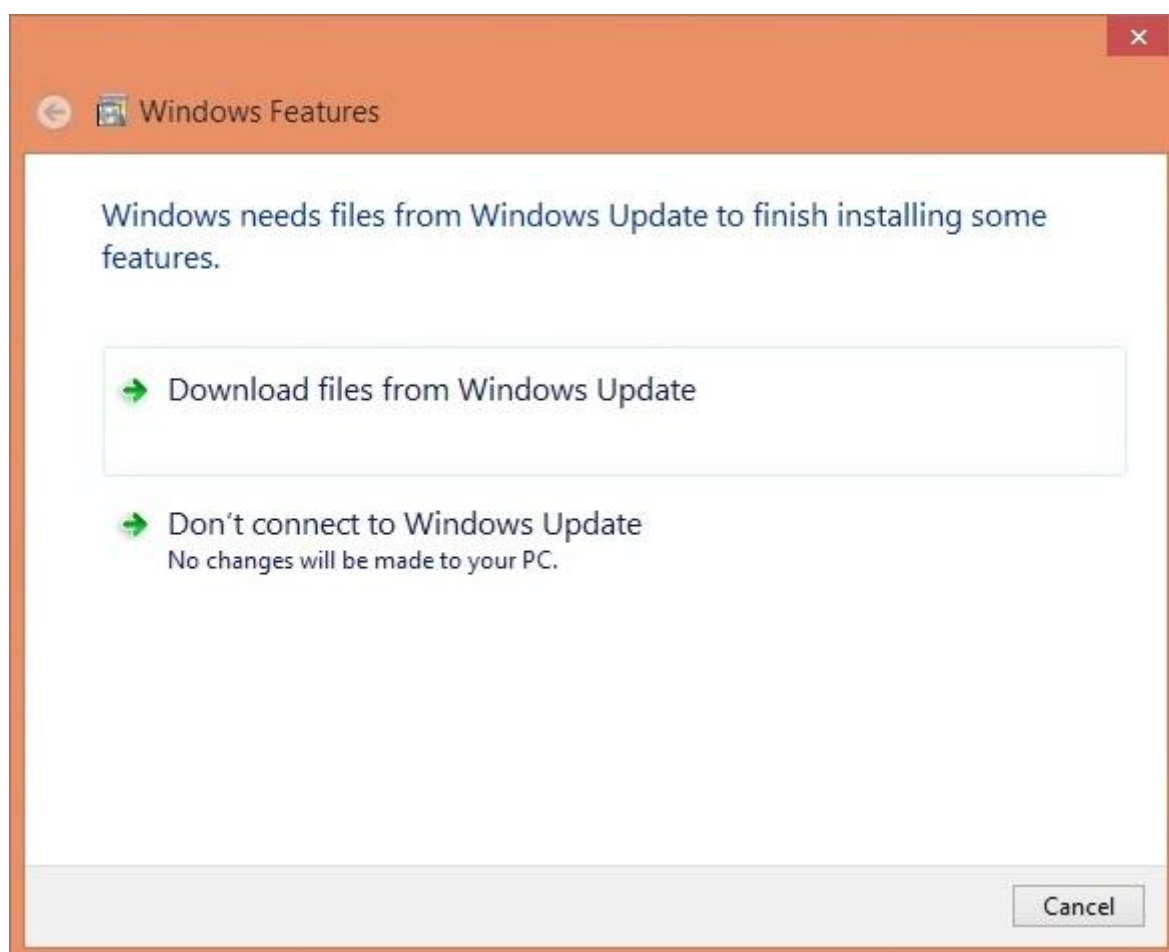 Windows Features
Windows needs files from Windows Update to finish installing some
features.
Download files from Windows Update
Don't connect to Windows Update
No changes will be made to your PC.
Cancel